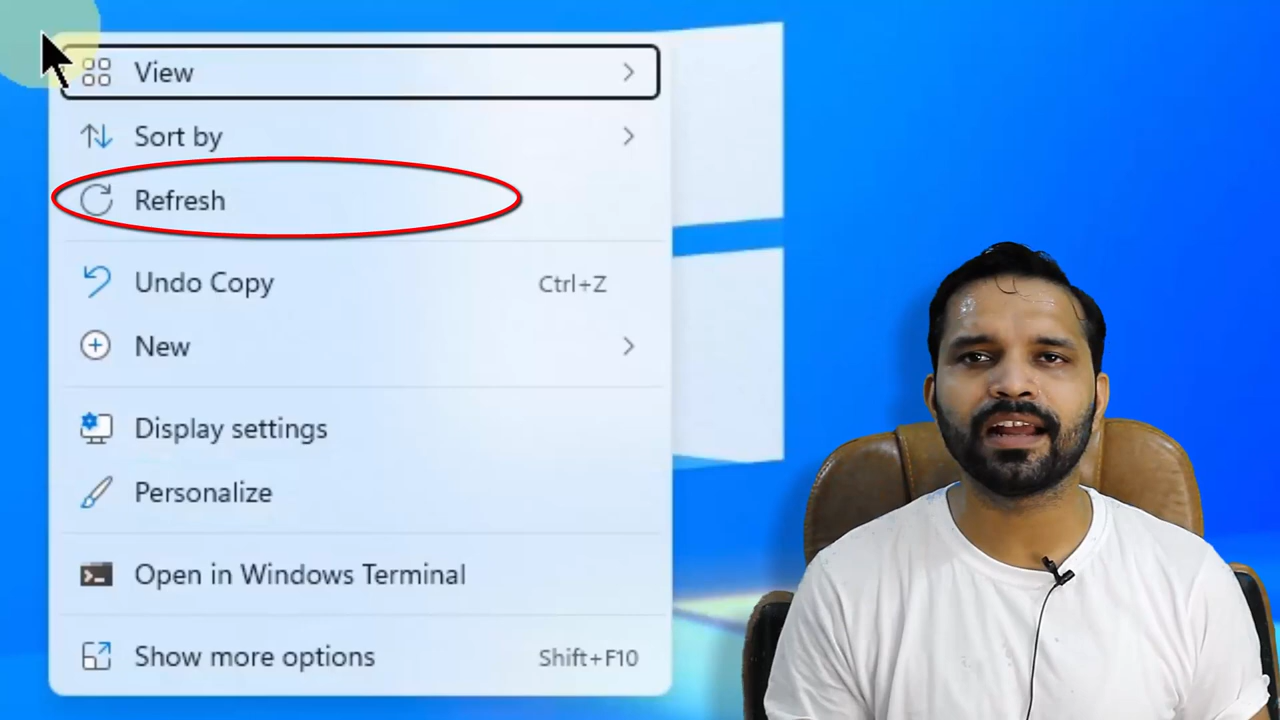 View
Sort by
Refresh
Undo Copy Ctrl+Z
New
Display settings
Personalize
Open in Windows Terminal
Show more options Shift+F10